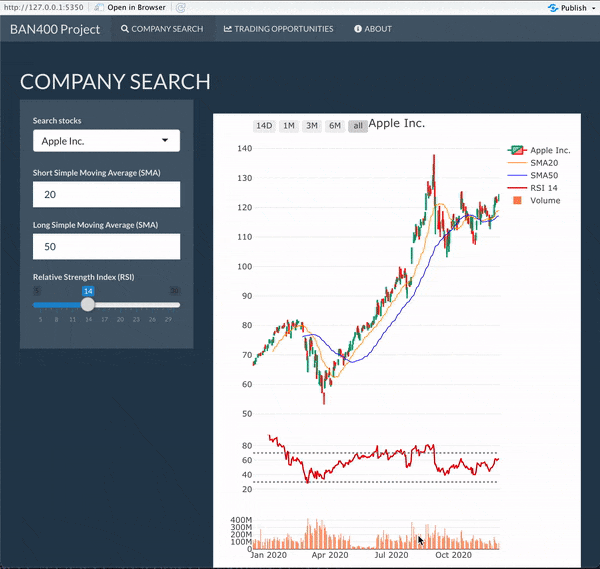 http://127.0.0.1:5350 Open in Browser Publish
BAN400 Project COMPANY SEARCH TRADING OPPORTUNITIES ABOUT
COMPANY SEARCH
Search stocks
Apple Inc.
Short Simple Moving Average (SMA)
20
Long Simple Moving Average (SMA)
50
Relative Strength Index (RSI)
14
5 8 11 14 17 20 23 26 29
14D 1M 3M 6M all Apple Inc.
140
130
120
110
100
90
80
70
60
50
80
60
40
20
400M
300M
200M
100M
0
Jan 2020 Apr 2020 Jul 2020 Oct 2020
Apple Inc.
SMA20
SMA50
RSI 14
Volume